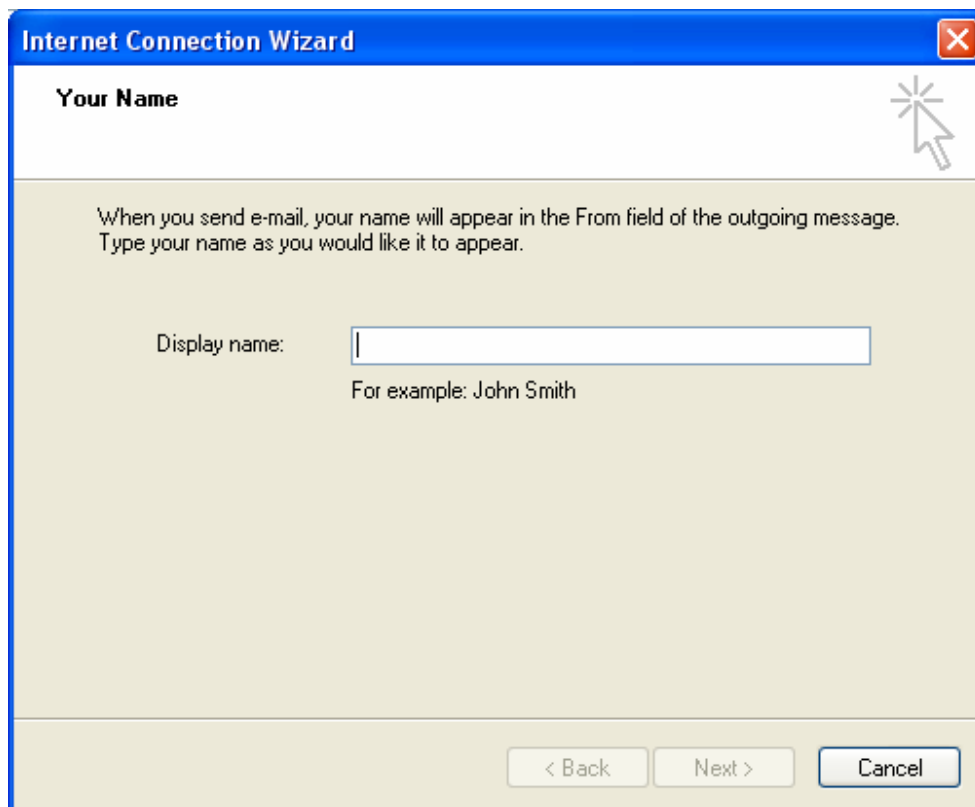 Internet Connection Wizard
Your Name
When you send e-mail, your name will appear in the From field of the outgoing message.
Type your name as you would like it to appear.
Display name:
For example: John Smith
< Back
Next >
Cancel